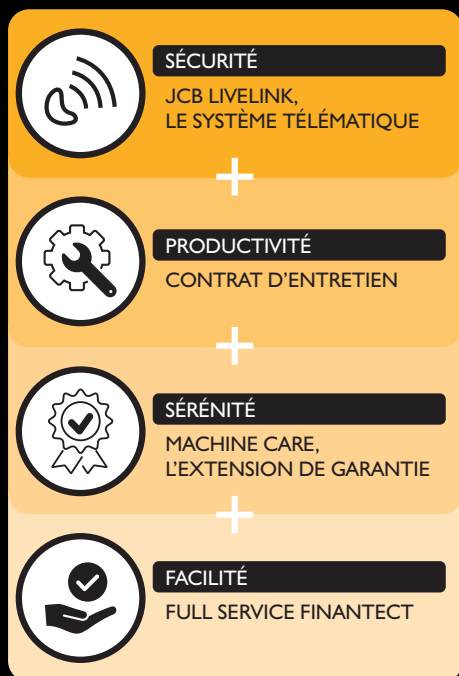 SÉCURITÉ
JCB LIVELINK,
LE SYSTÈME TÉLÉMATIQUE
+
PRODUCTIVITÉ
CONTRAT D'ENTRETIEN
+
SÉRÉNITÉ
MACHINE CARE,
L'EXTENSION DE GARANTIE
+
FACILITÉ
FULL SERVICE FINANTECT